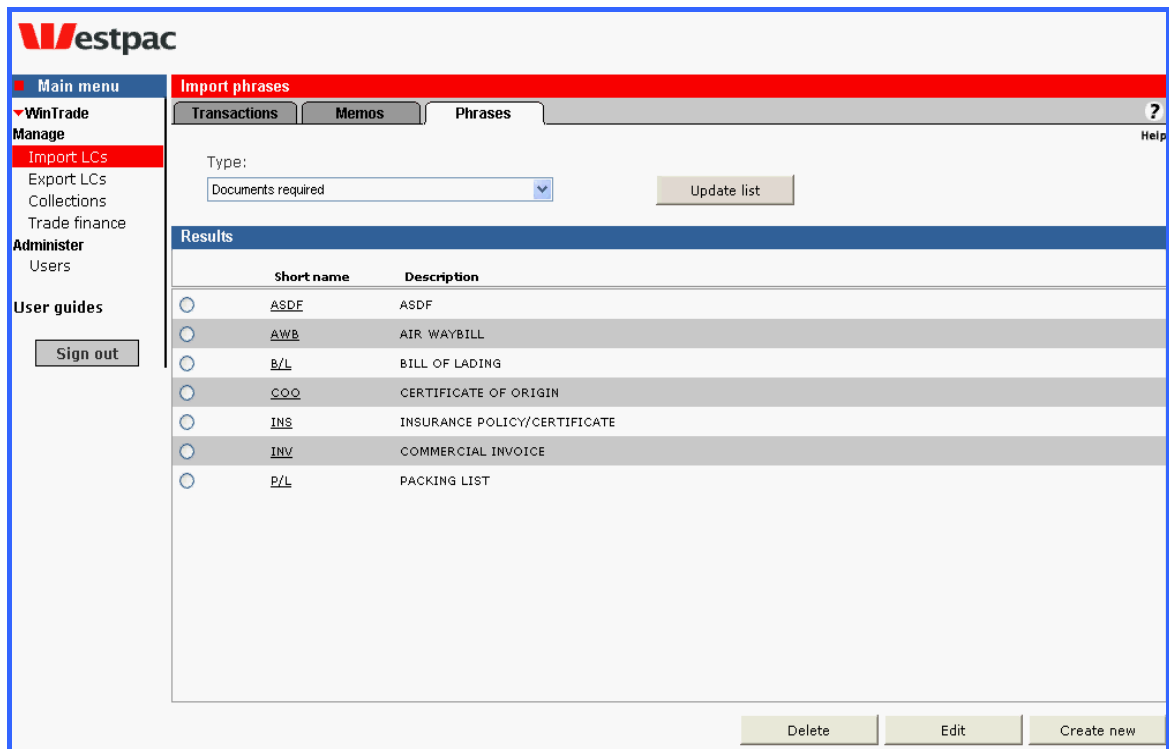 Westpac
Main menu
Import phrases
WinTrade
Transactions Memos Phrases ?
Help
Manage
Import LCs
Export LCs
Collections
Trade finance
Administer
Users
User guides
Sign out
Type:
Documents required
Update list
Results
Short name Description
ASDF ASDF
AWB AIR WAYBILL
B/L BILL OF LADING
COO CERTIFICATE OF ORIGIN
INS INSURANCE POLICY/CERTIFICATE
INV COMMERCIAL INVOICE
P/L PACKING LIST
Delete Edit Create new